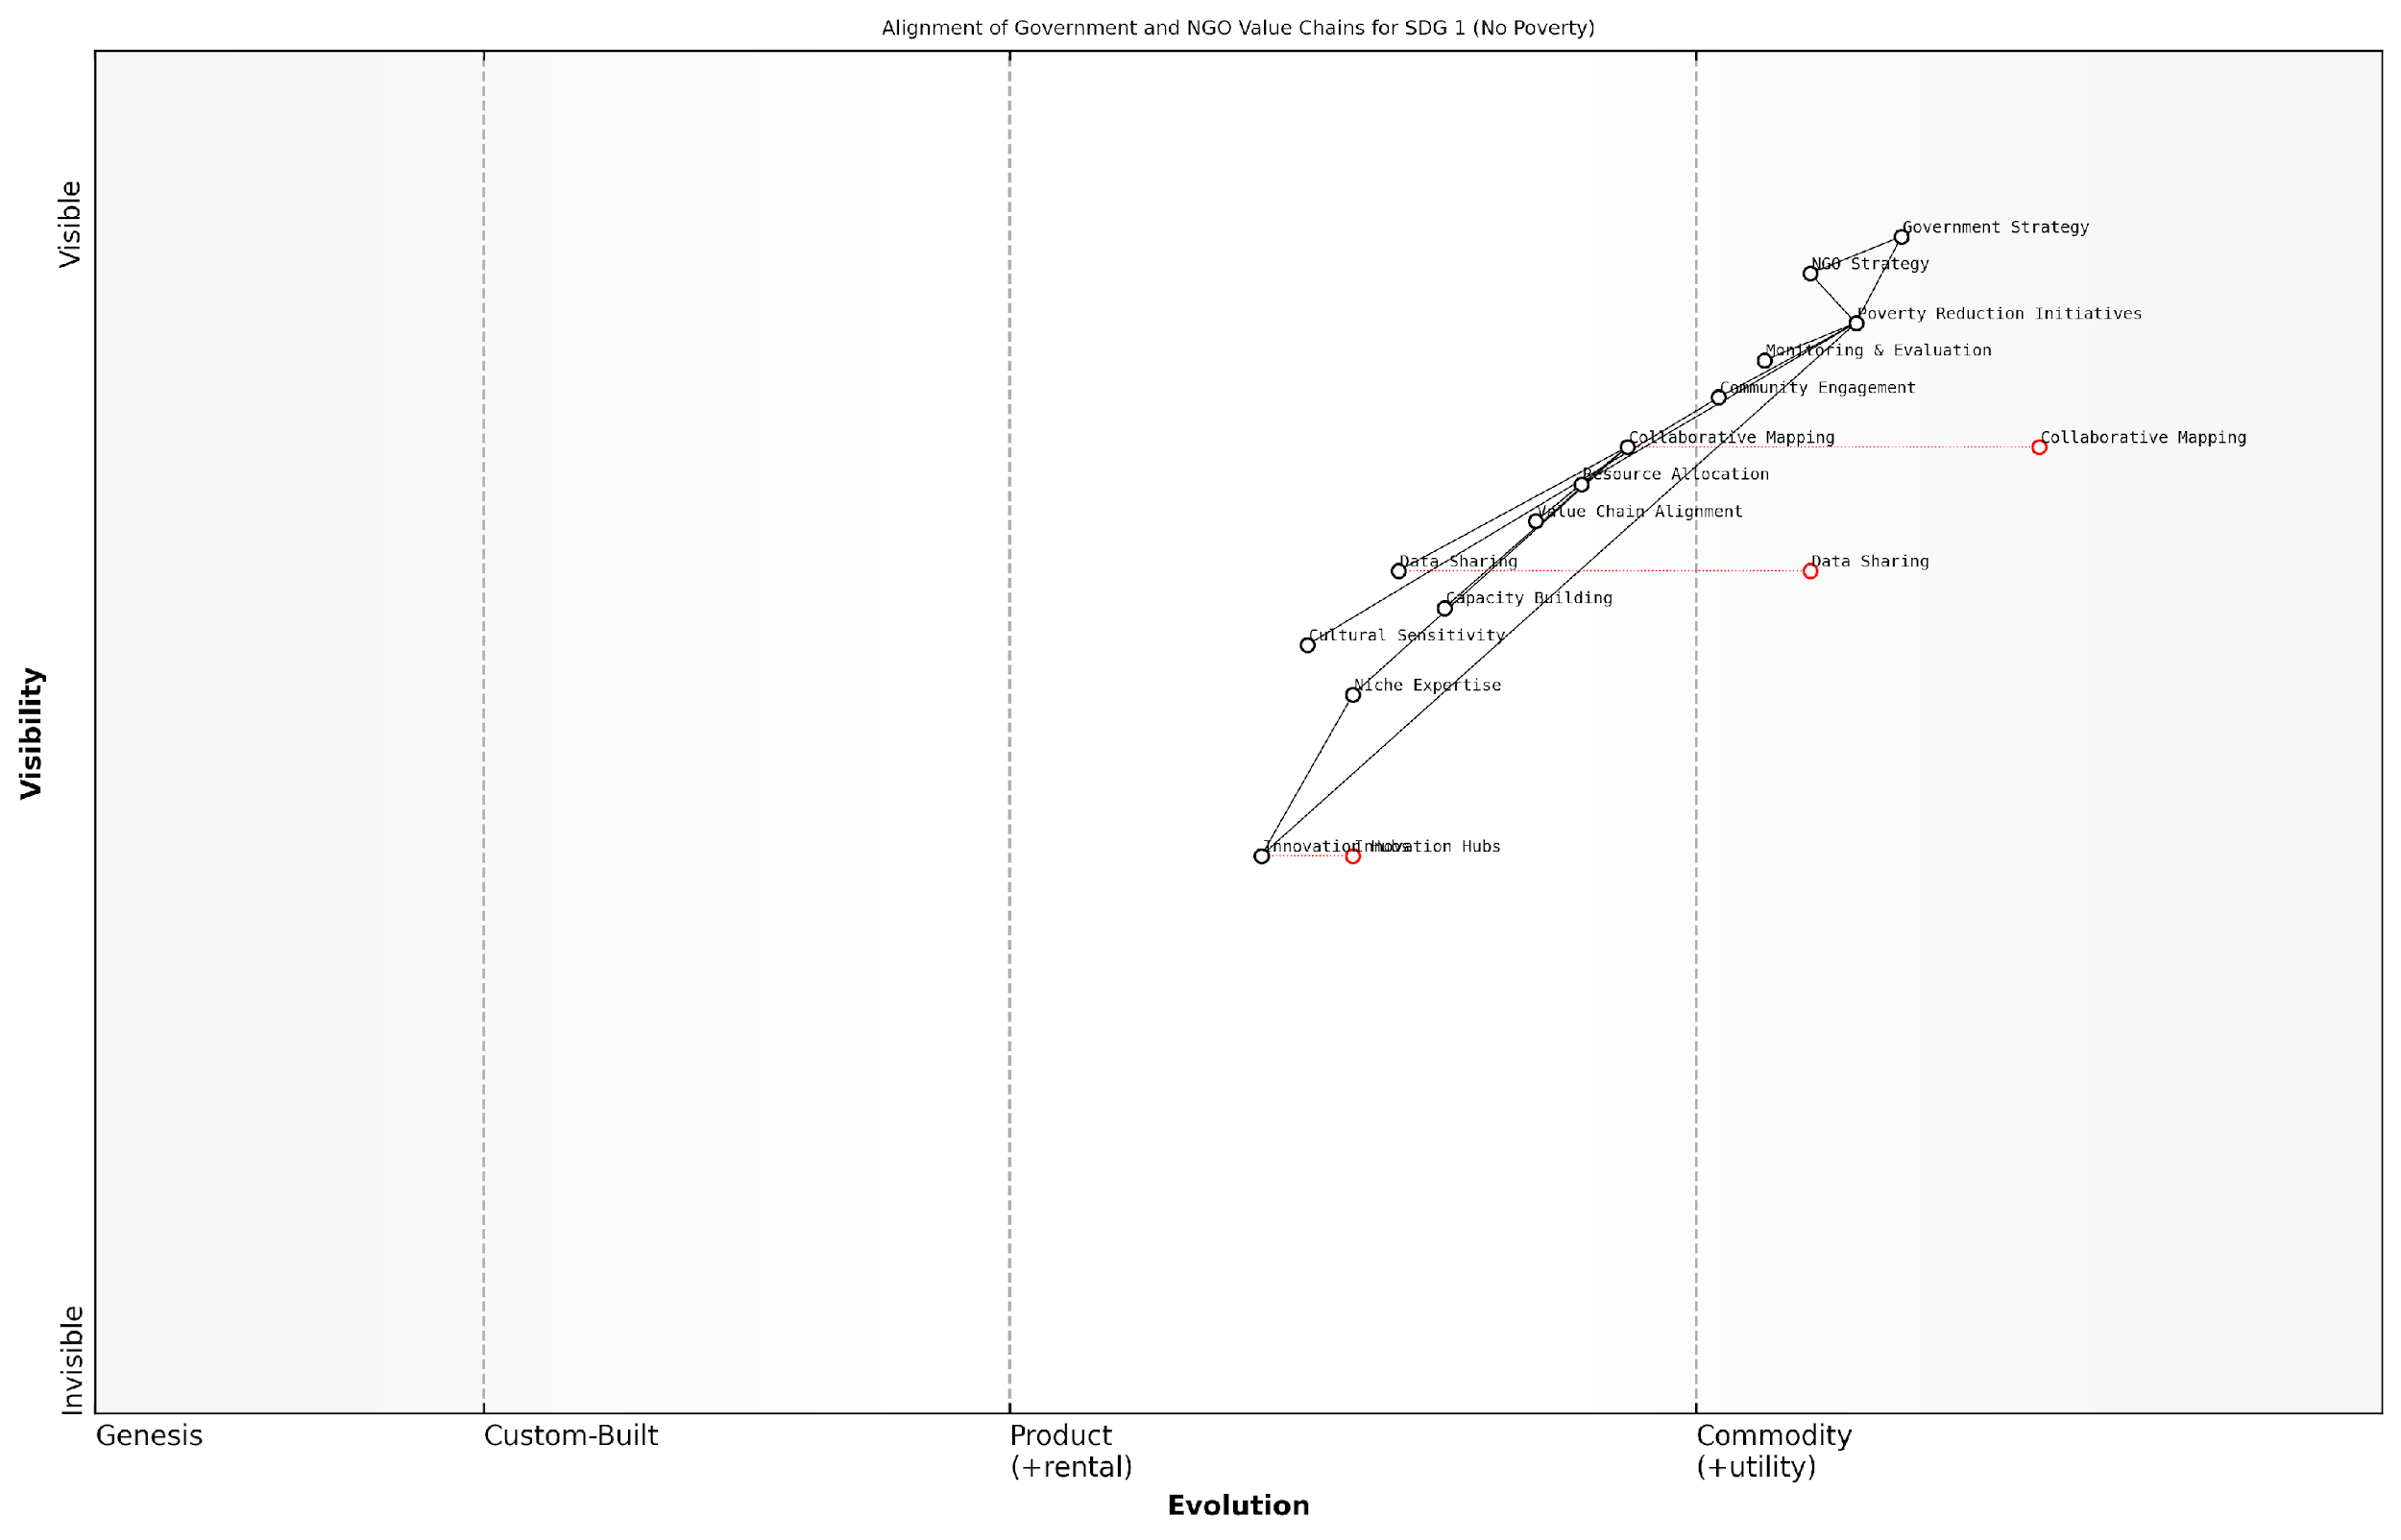 Alignment of Government and NGO Value Chains for SDG 1 (No Poverty)
Visible
Visibility
Invisible
Government Strategy
NGO Strategy
Poverty Reduction Initiatives
Monitoring & Evaluation
Community Engagement
Collaborative Mapping
Collaborative Mapping
Resource Allocation
Value Chain Alignment
Data Sharing
Data Sharing
Capacity Building
Cultural Sensitivity
Niche Expertise
Innovation Hubs
Innovation Hubs
Genesis
Custom-Built
Product
(+rental)
Commodity
(+utility)
Evolution